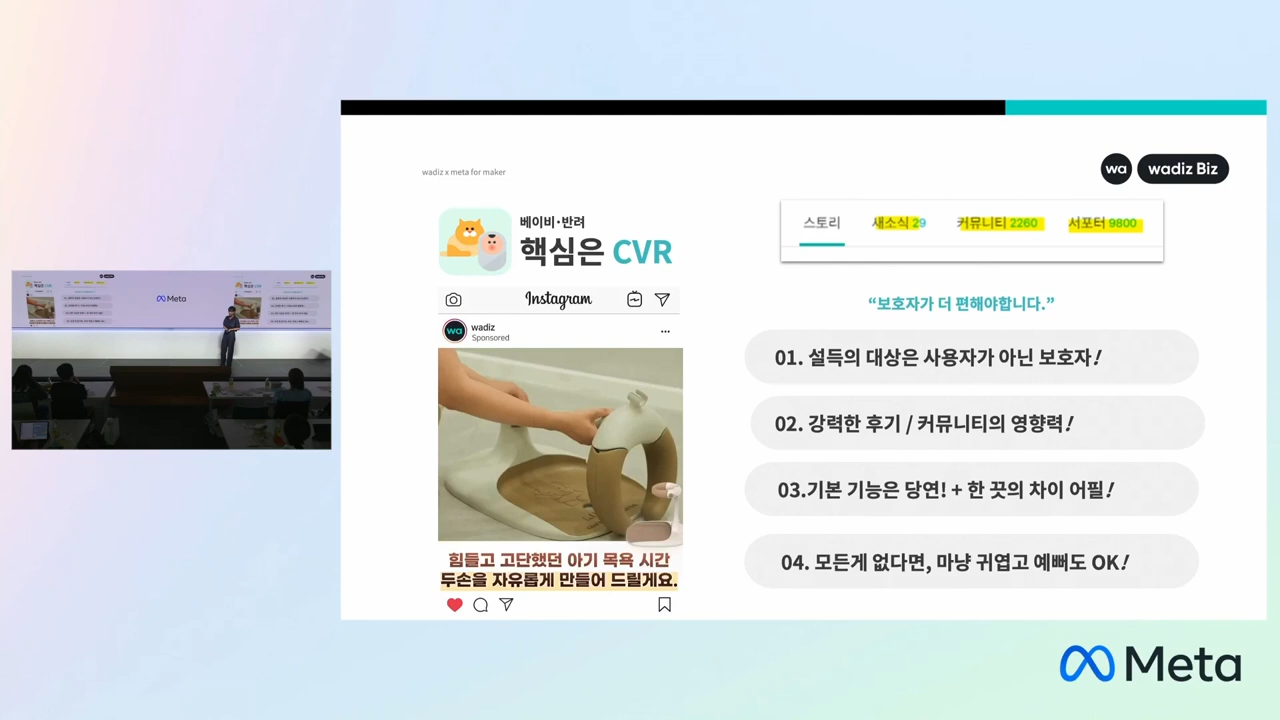 wadiz x meta for maker
wa wadiz Biz
베이비·반려
핵심은 CVR
Instagram
wa wadiz
Sponsored
힘들고 고단했던 아기 목욕 시간
두손을 자유롭게 만들어 드릴게요.
스토리 새소식 29 커뮤니티 2260 서포터 9800
“보호자가 더 편해야합니다.”
01. 설득의 대상은 사용자가 아닌 보호자!
02. 강력한 후기 / 커뮤니티의 영향력!
03.기본 기능은 당연! + 한 끗의 차이 어필!
04. 모든게 없다면, 마냥 귀엽고 예뻐도 OK!
Meta
Meta